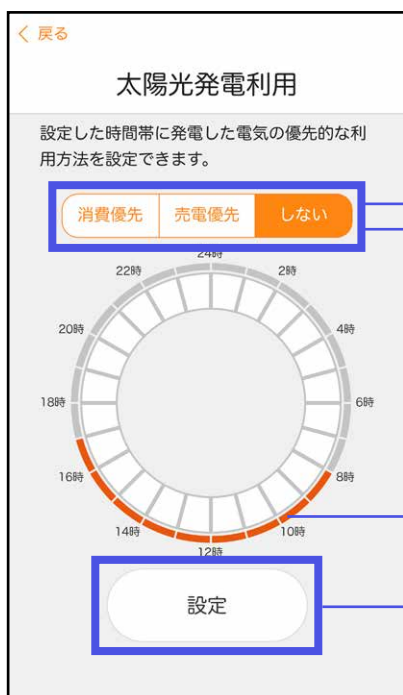 < 戻る
太陽光発電利用
設定した時間帯に発電した電気の優先的な利
用方法を設定できます。
消費優先 売電優先 しない
24時
22時 2時
20時 4時
18時 6時
16時 8時
14時 10時
12時
設定